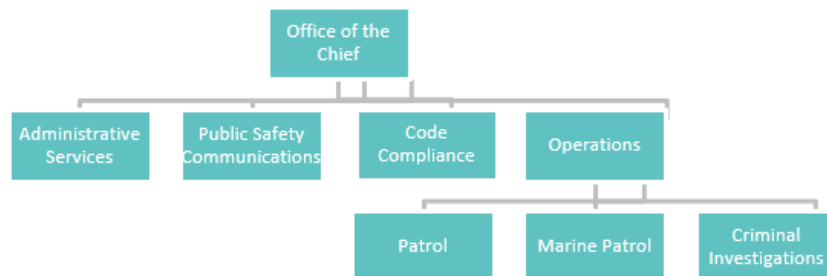 Office of the
Chief
Administrative
Services
Public Safety
Communications
Code
Compliance
Operations
Patrol
Marine Patrol
Criminal
Investigations